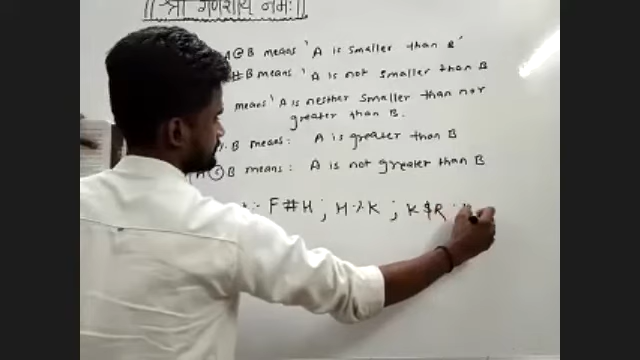 || श्री गणेशाय नमः ||
A @ B means 'A is smaller than B'
# B means 'A is not smaller than B
means 'A is neither smaller than nor
greater than B.
% B means: A is greater than B
A © B means: A is not greater than B
:- F # H ; H % K ; K $ R